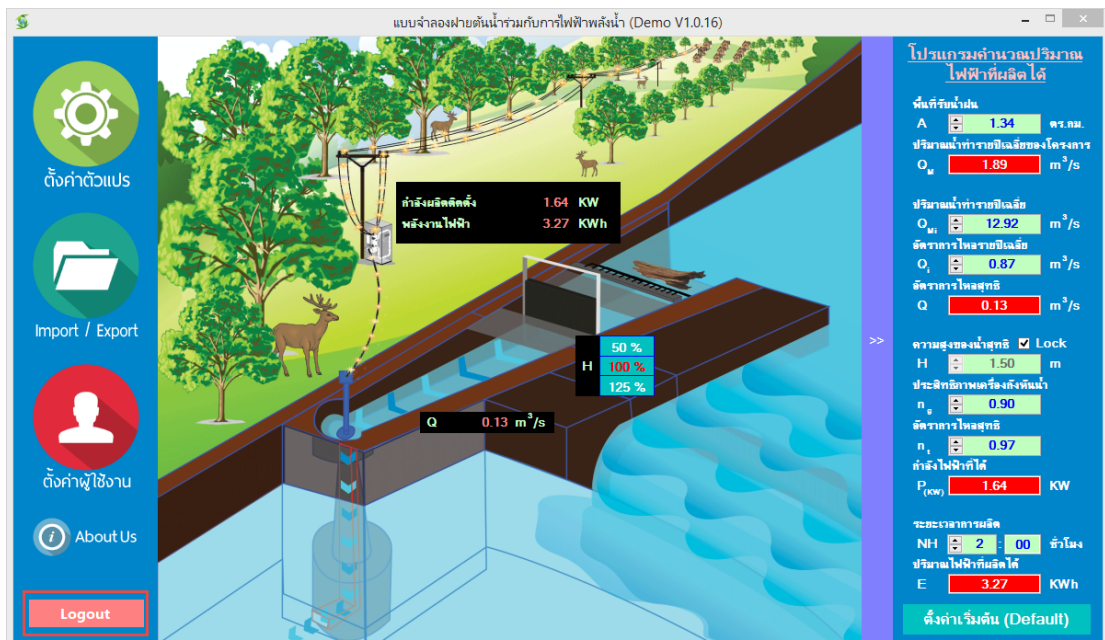 แบบจำลองฝายต้นน้ำร่วมกับการไฟฟ้าพลังน้ำ (Demo V1.0.16)
ตั้งค่าตัวแปร
Import / Export
ตั้งค่าผู้ใช้งาน
About Us
Logout
กำลังผลิตติดตั้ง 1.64 KW
พลังงานไฟฟ้า 3.27 KWh
50 %
H 100 %
125 %
Q 0.13 m³/s
>>
โปรแกรมคำนวณปริมาณ
ไฟฟ้าที่ผลิตได้
พื้นที่รับน้ำฝน
A 1.34 ตร.กม.
ปริมาณน้ำท่ารายปีเฉลี่ยของโครงการ
Q M 1.89 m³/s
ปริมาณน้ำท่ารายปีเฉลี่ย
Q Mi 12.92 m³/s
อัตราการไหลรายปีเฉลี่ย
Q i 0.87 m³/s
อัตราการไหลสุทธิ
Q 0.13 m³/s
ความสูงของน้ำสุทธิ Lock
H 1.50 m
ประสิทธิภาพเครื่องกังหันน้ำ
n g 0.90
อัตราการไหลสุทธิ
n t 0.97
กำลังไฟฟ้าที่ได้
P (KW) 1.64 KW
ระยะเวลาการผลิต
NH 2 : 00 ชั่วโมง
ปริมาณไฟฟ้าที่ผลิตได้
E 3.27 KWh
ตั้งค่าเริ่มต้น (Default)